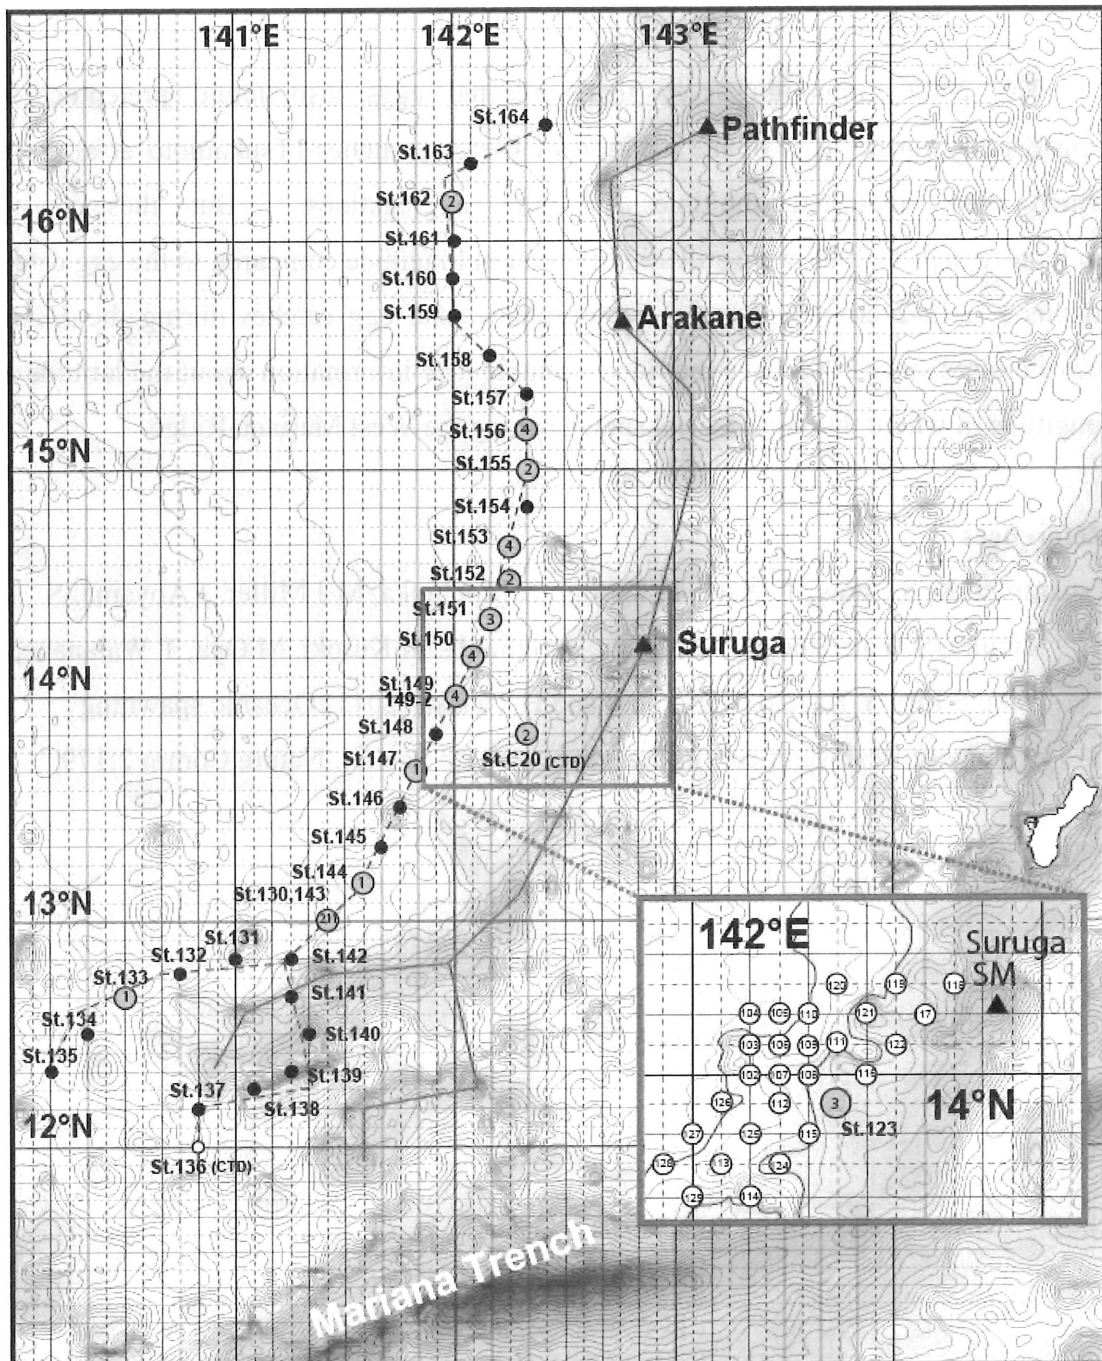 141°E 142°E 143°E
St.164
Pathfinder
St.163
St.162 2
16°N
St.161
St.160
St.159
Arakane
St.158
St.157
St.156 4
15°N
St.155 2
St.154
St.153 4
St.152 2
St.151 3
St.150 4
Suruga
14°N
St.149 4
149-2
St.148
2
St.C20 (CTD)
St.147 1
St.146
St.145
St.144 1
St.130,143
13°N
211
St.131
St.132
St.142
St.133 1
St.141
St.134
St.140
St.135
St.139
St.137
St.138
12°N
St.136 (CTD)
Mariana Trench
142°E
Suruga
SM
120 119 118
104 105 110 121 17
103 106 109 111 122
102 107 108 116
14°N
126 112 3
St.123
127 125 115
128 113 124
129 114